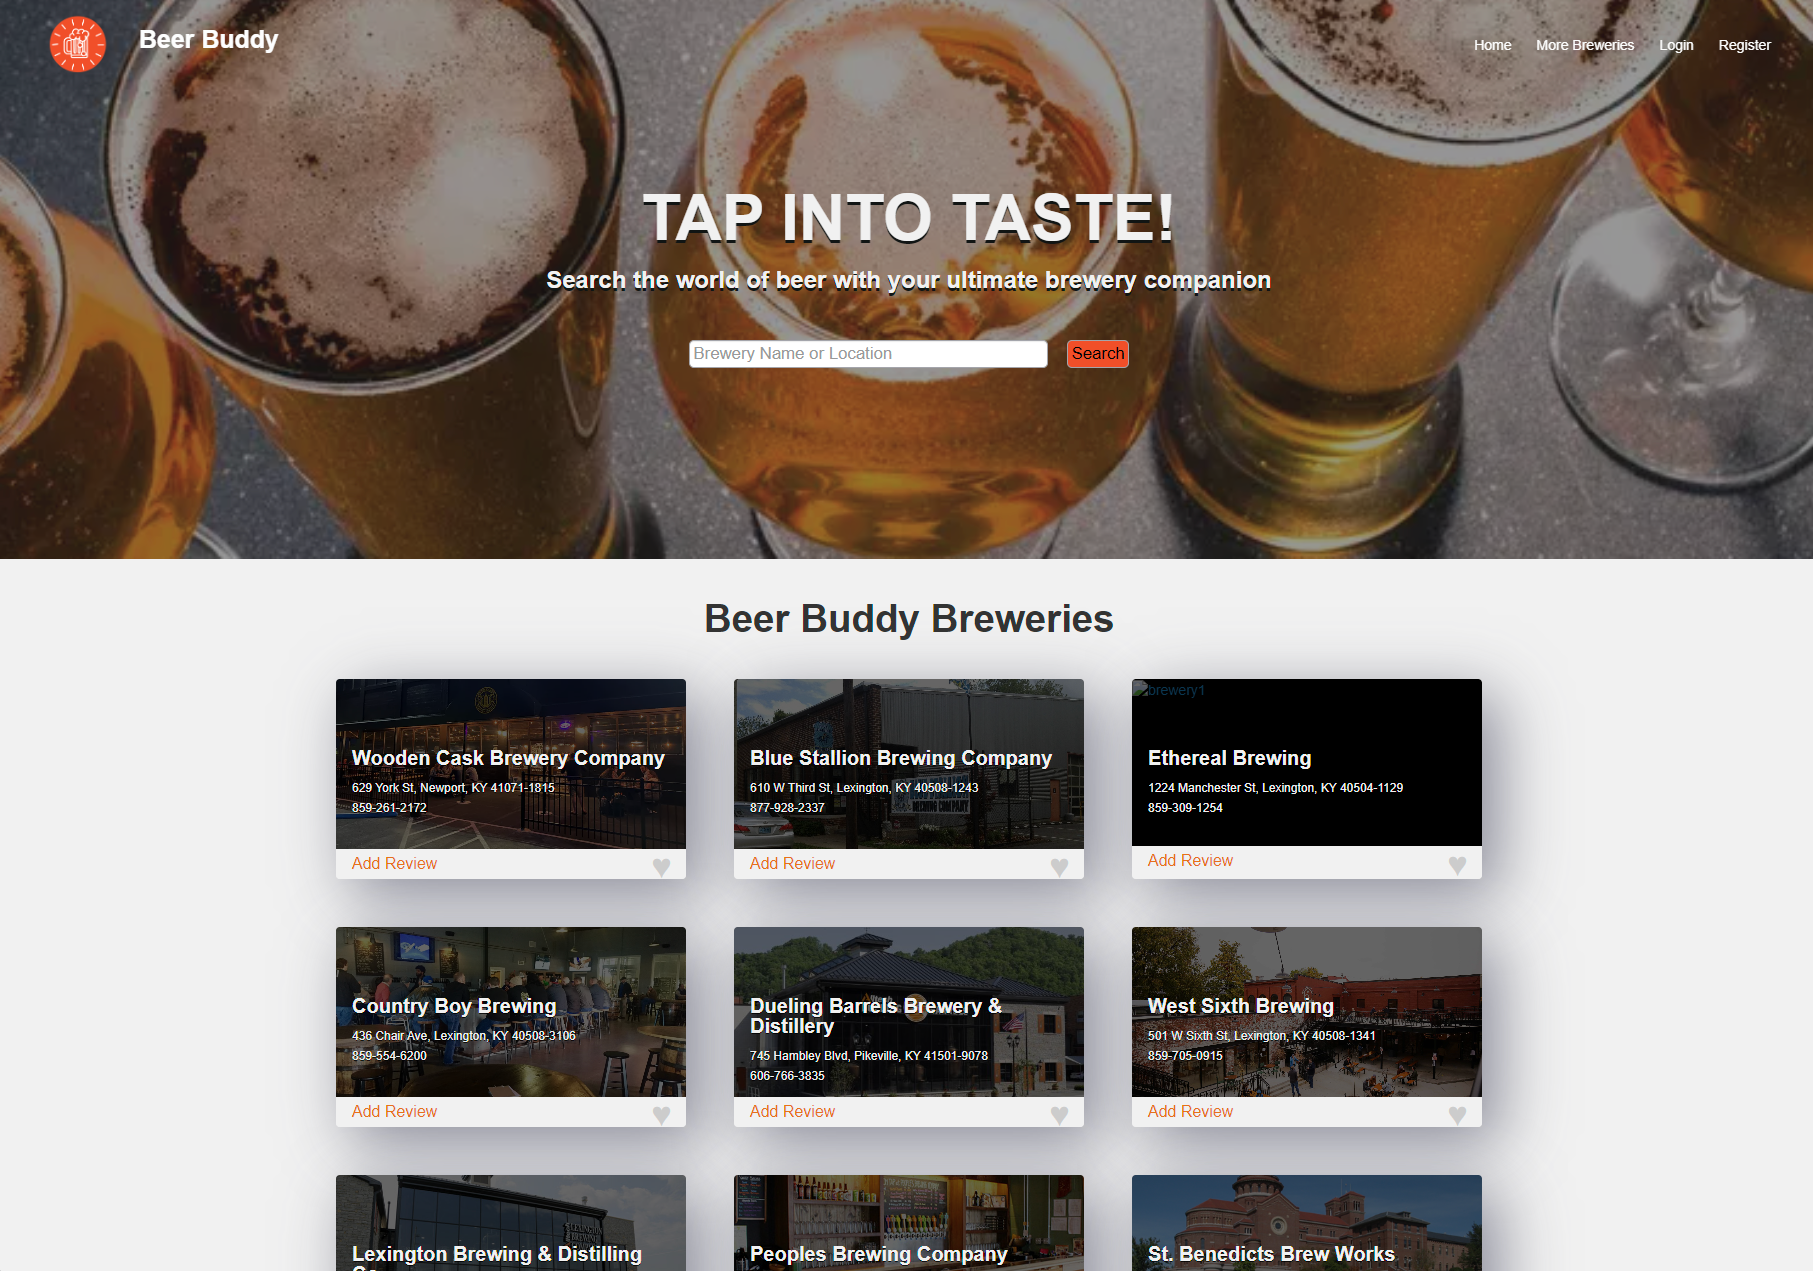 Beer Buddy
Home
More Breweries
Login
Register
TAP INTO TASTE!
Search the world of beer with your ultimate brewery companion
Brewery Name or Location
Search
Beer Buddy Breweries
Wooden Cask Brewery Company
629 York St, Newport, KY 41071-1815
859-261-2172
Add Review
Blue Stallion Brewing Company
610 W Third St, Lexington, KY 40508-1243
877-928-2337
Add Review
brewery1
Ethereal Brewing
1224 Manchester St, Lexington, KY 40504-1129
859-309-1254
Add Review
Country Boy Brewing
436 Chair Ave, Lexington, KY 40508-3106
859-554-6200
Add Review
Dueling Barrels Brewery &
Distillery
745 Hambley Blvd, Pikeville, KY 41501-9078
606-766-3835
Add Review
West Sixth Brewing
501 W Sixth St, Lexington, KY 40508-1341
859-705-0915
Add Review
Lexington Brewing & Distilling
Peoples Brewing Company
St. Benedicts Brew Works